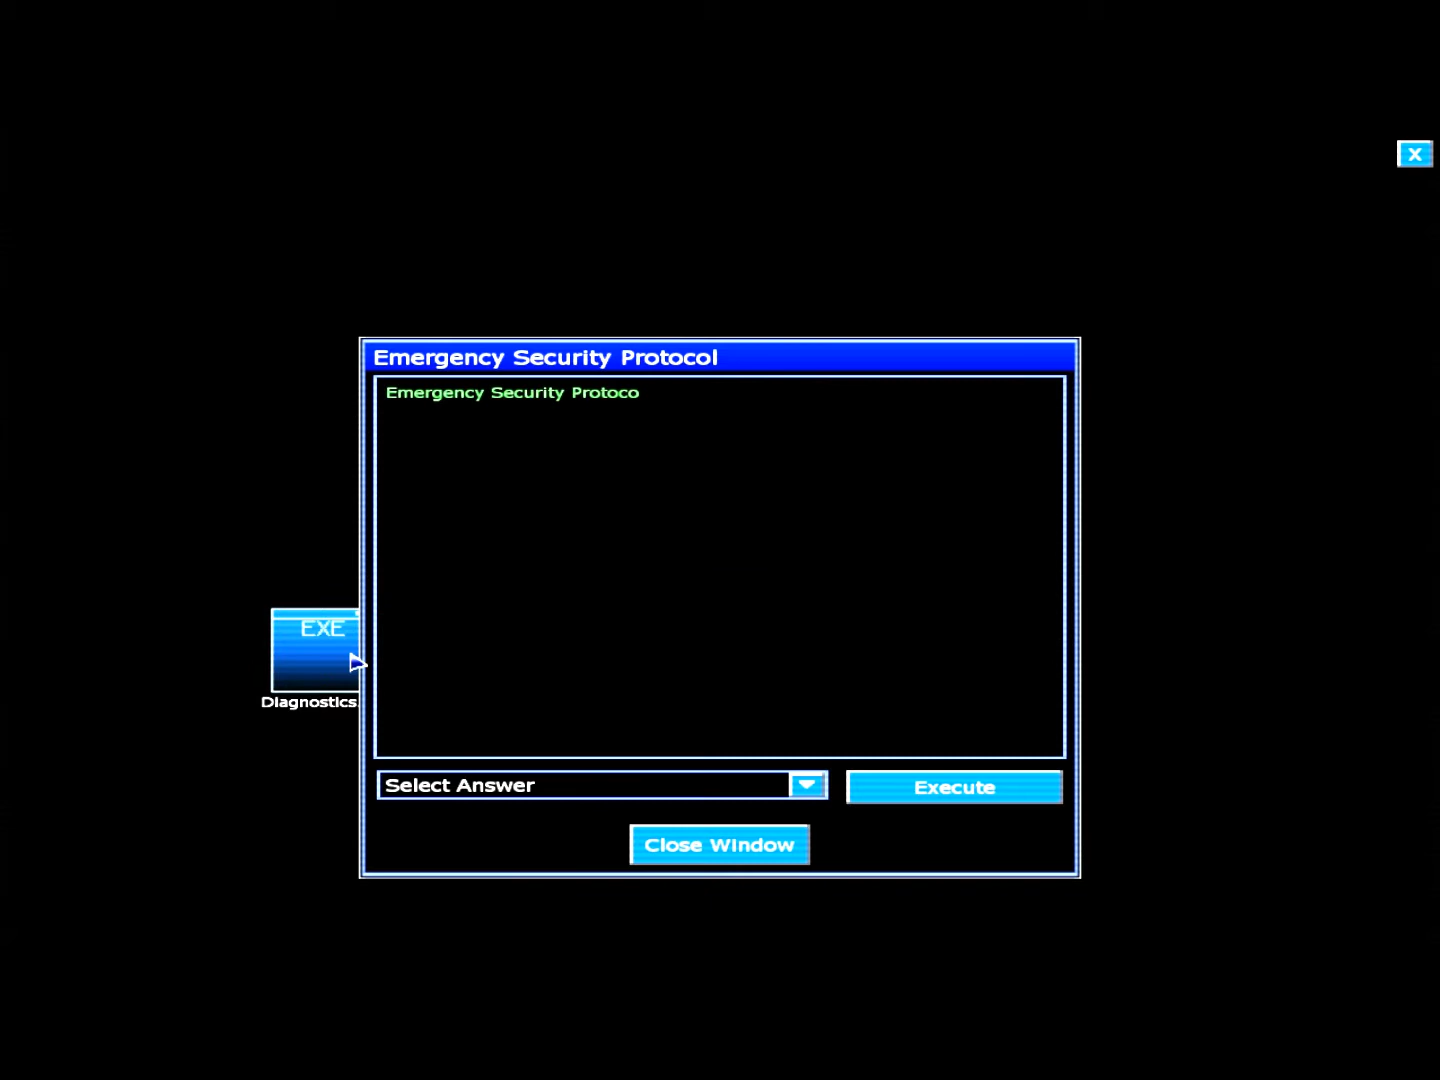 X
Emergency Security Protocol
Emergency Security Protoco
EXE
Diagnostics.
Select Answer
Execute
Close Window